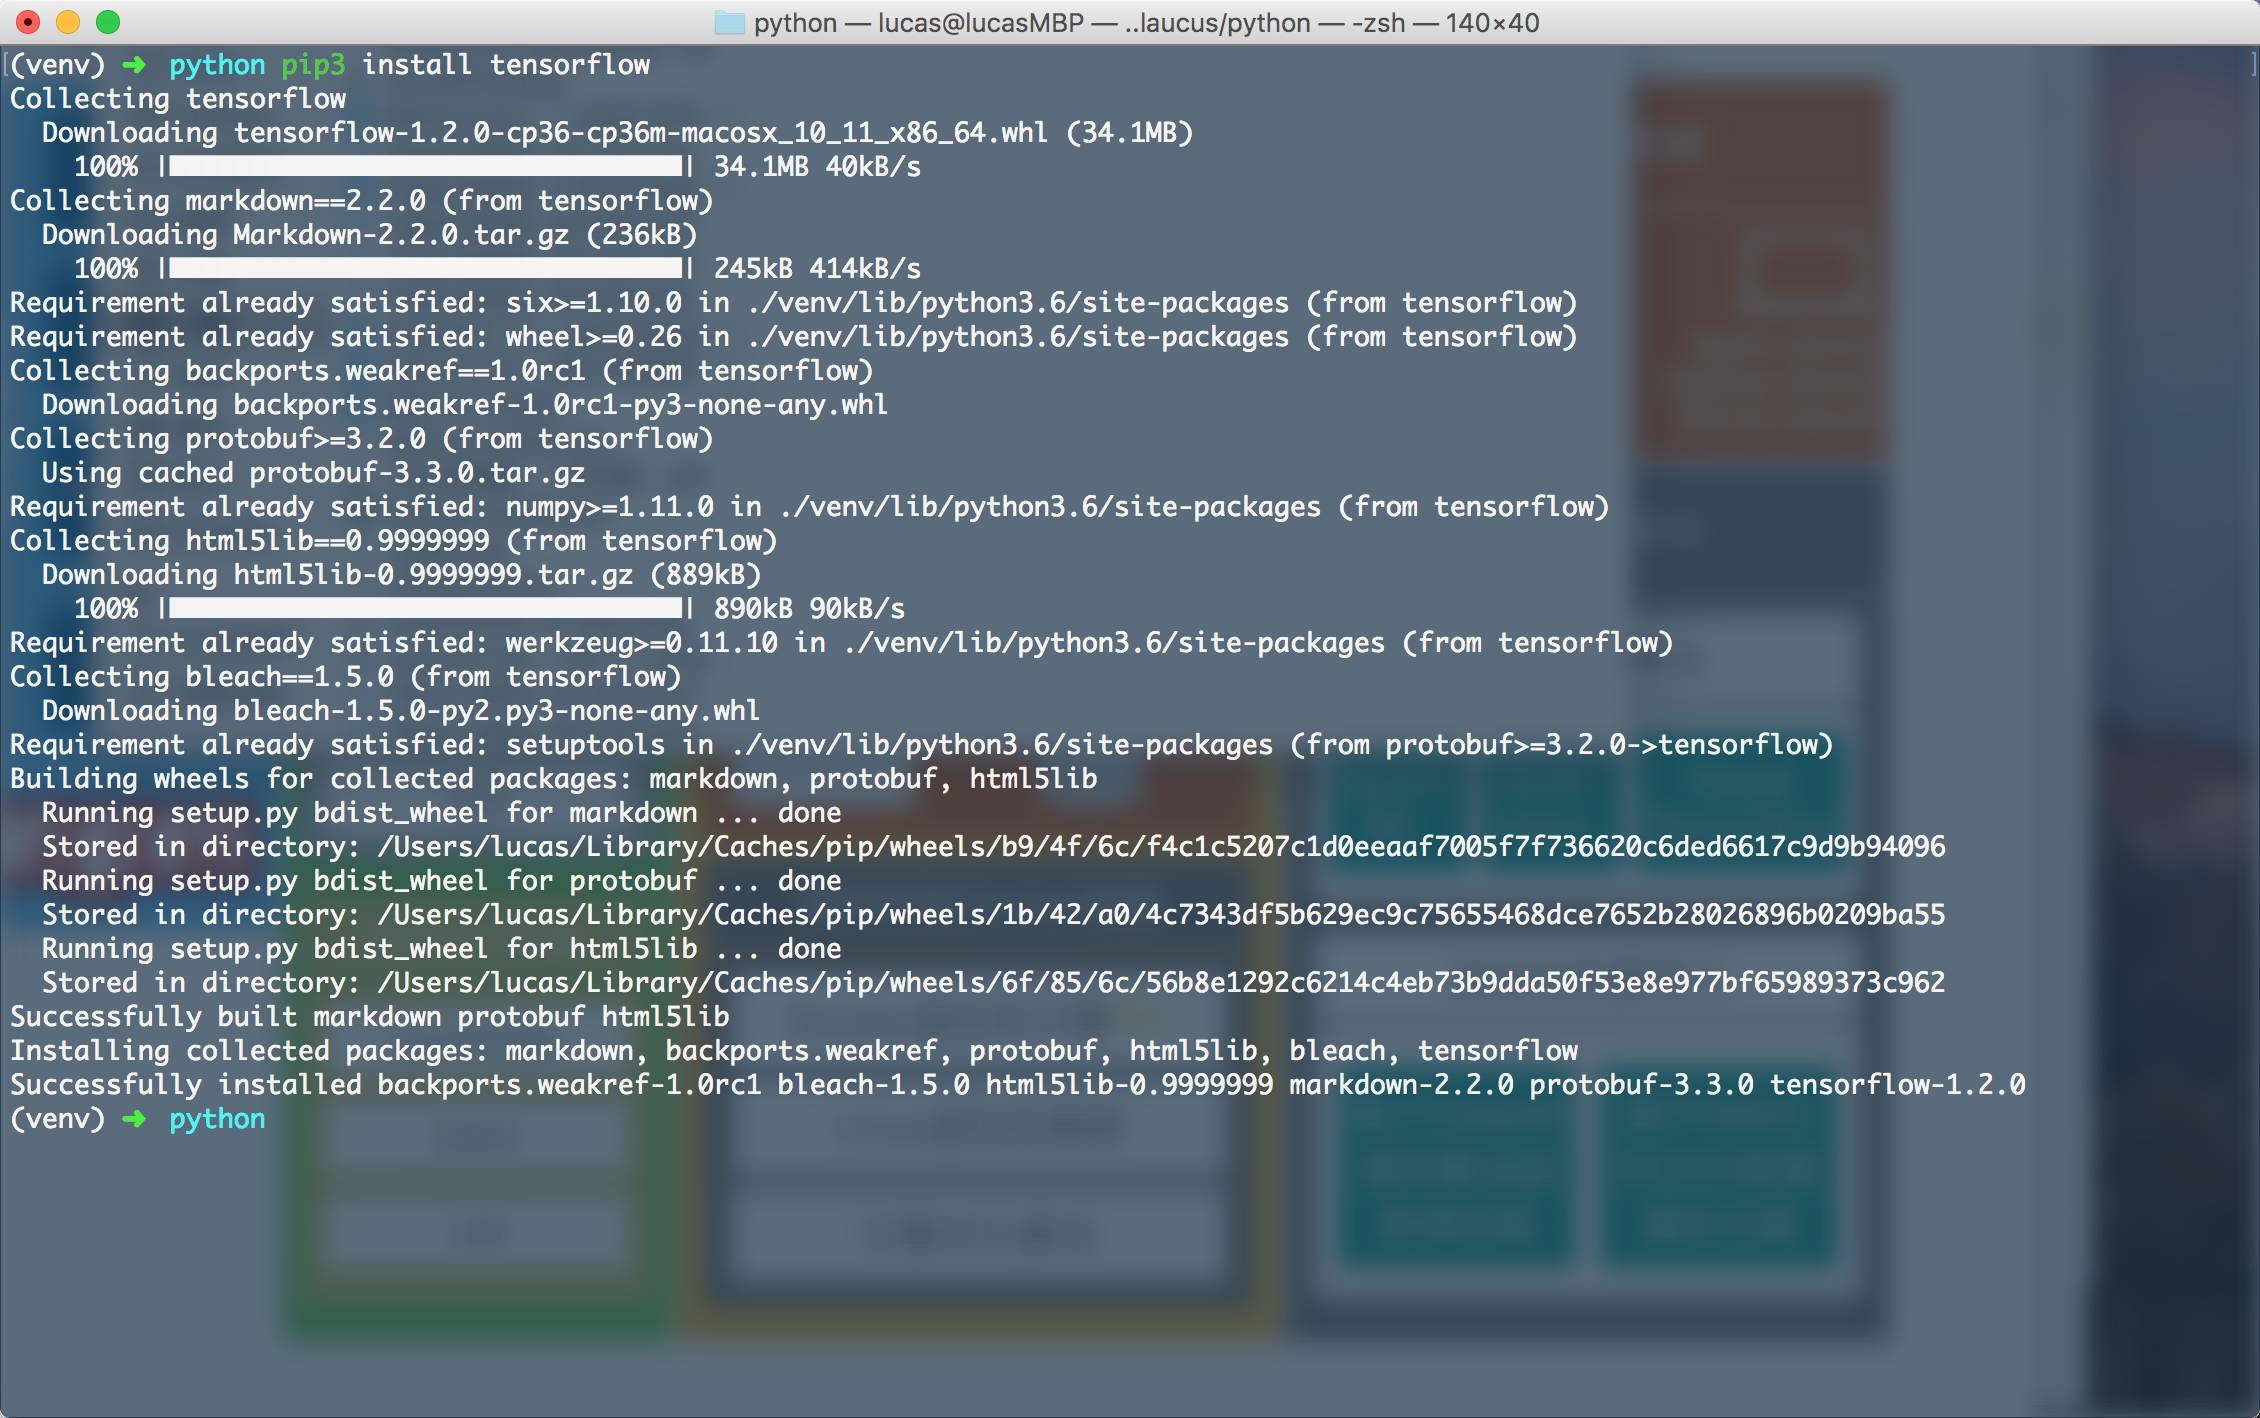 python — lucas@lucasMBP — ..laucus/python — -zsh — 140×40
(venv) ➜  python pip3 install tensorflow
Collecting tensorflow
  Downloading tensorflow-1.2.0-cp36-cp36m-macosx_10_11_x86_64.whl (34.1MB)
    100% |████████████████████████████████| 34.1MB 40kB/s
Collecting markdown==2.2.0 (from tensorflow)
  Downloading Markdown-2.2.0.tar.gz (236kB)
    100% |████████████████████████████████| 245kB 414kB/s
Requirement already satisfied: six>=1.10.0 in ./venv/lib/python3.6/site-packages (from tensorflow)
Requirement already satisfied: wheel>=0.26 in ./venv/lib/python3.6/site-packages (from tensorflow)
Collecting backports.weakref==1.0rc1 (from tensorflow)
  Downloading backports.weakref-1.0rc1-py3-none-any.whl
Collecting protobuf>=3.2.0 (from tensorflow)
  Using cached protobuf-3.3.0.tar.gz
Requirement already satisfied: numpy>=1.11.0 in ./venv/lib/python3.6/site-packages (from tensorflow)
Collecting html5lib==0.9999999 (from tensorflow)
  Downloading html5lib-0.9999999.tar.gz (889kB)
    100% |████████████████████████████████| 890kB 90kB/s
Requirement already satisfied: werkzeug>=0.11.10 in ./venv/lib/python3.6/site-packages (from tensorflow)
Collecting bleach==1.5.0 (from tensorflow)
  Downloading bleach-1.5.0-py2.py3-none-any.whl
Requirement already satisfied: setuptools in ./venv/lib/python3.6/site-packages (from protobuf>=3.2.0->tensorflow)
Building wheels for collected packages: markdown, protobuf, html5lib
  Running setup.py bdist_wheel for markdown ... done
  Stored in directory: /Users/lucas/Library/Caches/pip/wheels/b9/4f/6c/f4c1c5207c1d0eeaaf7005f7f736620c6ded6617c9d9b94096
  Running setup.py bdist_wheel for protobuf ... done
  Stored in directory: /Users/lucas/Library/Caches/pip/wheels/1b/42/a0/4c7343df5b629ec9c75655468dce7652b28026896b0209ba55
  Running setup.py bdist_wheel for html5lib ... done
  Stored in directory: /Users/lucas/Library/Caches/pip/wheels/6f/85/6c/56b8e1292c6214c4eb73b9dda50f53e8e977bf65989373c962
Successfully built markdown protobuf html5lib
Installing collected packages: markdown, backports.weakref, protobuf, html5lib, bleach, tensorflow
Successfully installed backports.weakref-1.0rc1 bleach-1.5.0 html5lib-0.9999999 markdown-2.2.0 protobuf-3.3.0 tensorflow-1.2.0
(venv) ➜  python